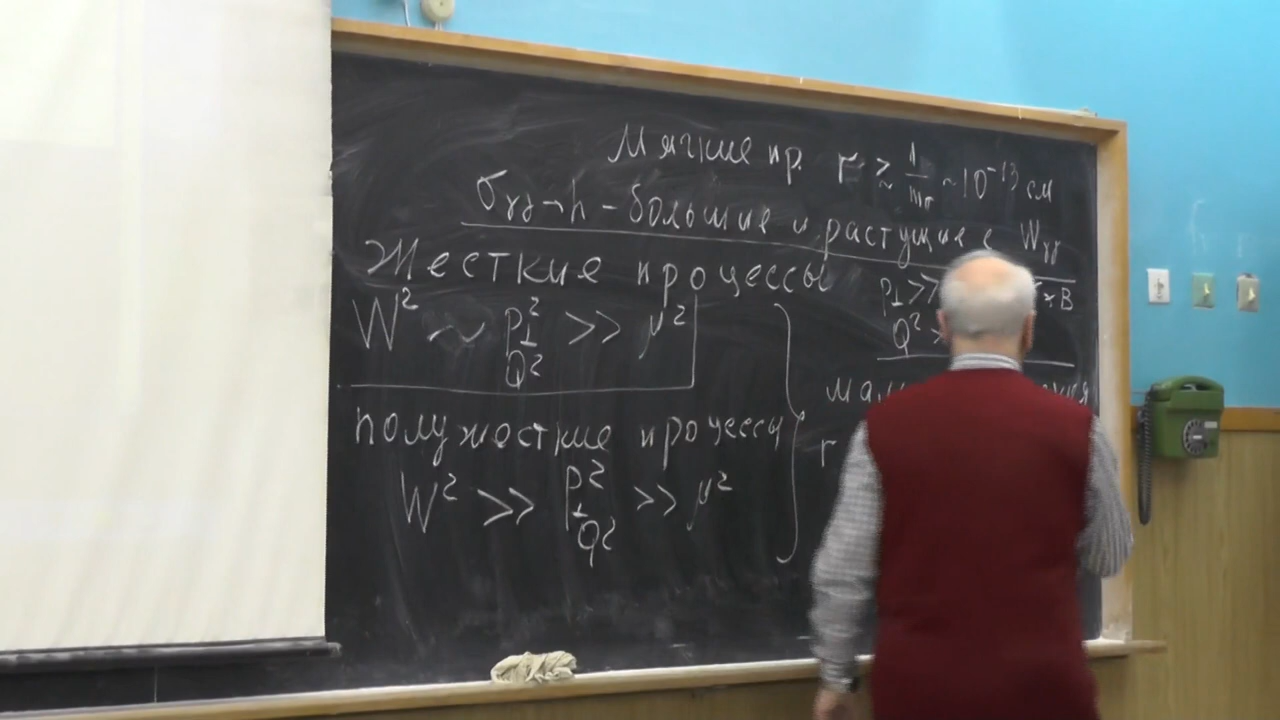 Мягкие пр. r ≳ 1/mσ ~ 10⁻¹³ см
σγγ→h – большие и растущие с Wγγ
Жесткие процессы
W² ~ p⊥² >> μ²
Q²
p⊥ >>
Q² >
полужесткие процессы
W² >> p⊥² >> μ²
Q²
r